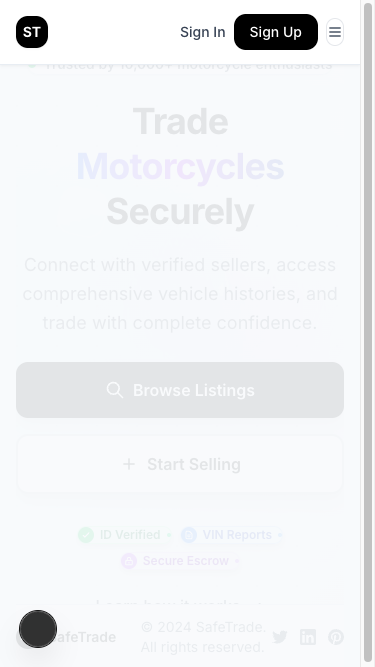 ST
Sign In
Sign Up
Trusted by 10,000+ motorcycle enthusiasts
Trade
Motorcycles
Securely
Connect with verified sellers, access
comprehensive vehicle histories, and
trade with complete confidence.
Browse Listings
Start Selling
ID Verified
VIN Reports
Secure Escrow
Learn how it works
© 2024 SafeTrade.
afeTrade
All rights reserved.